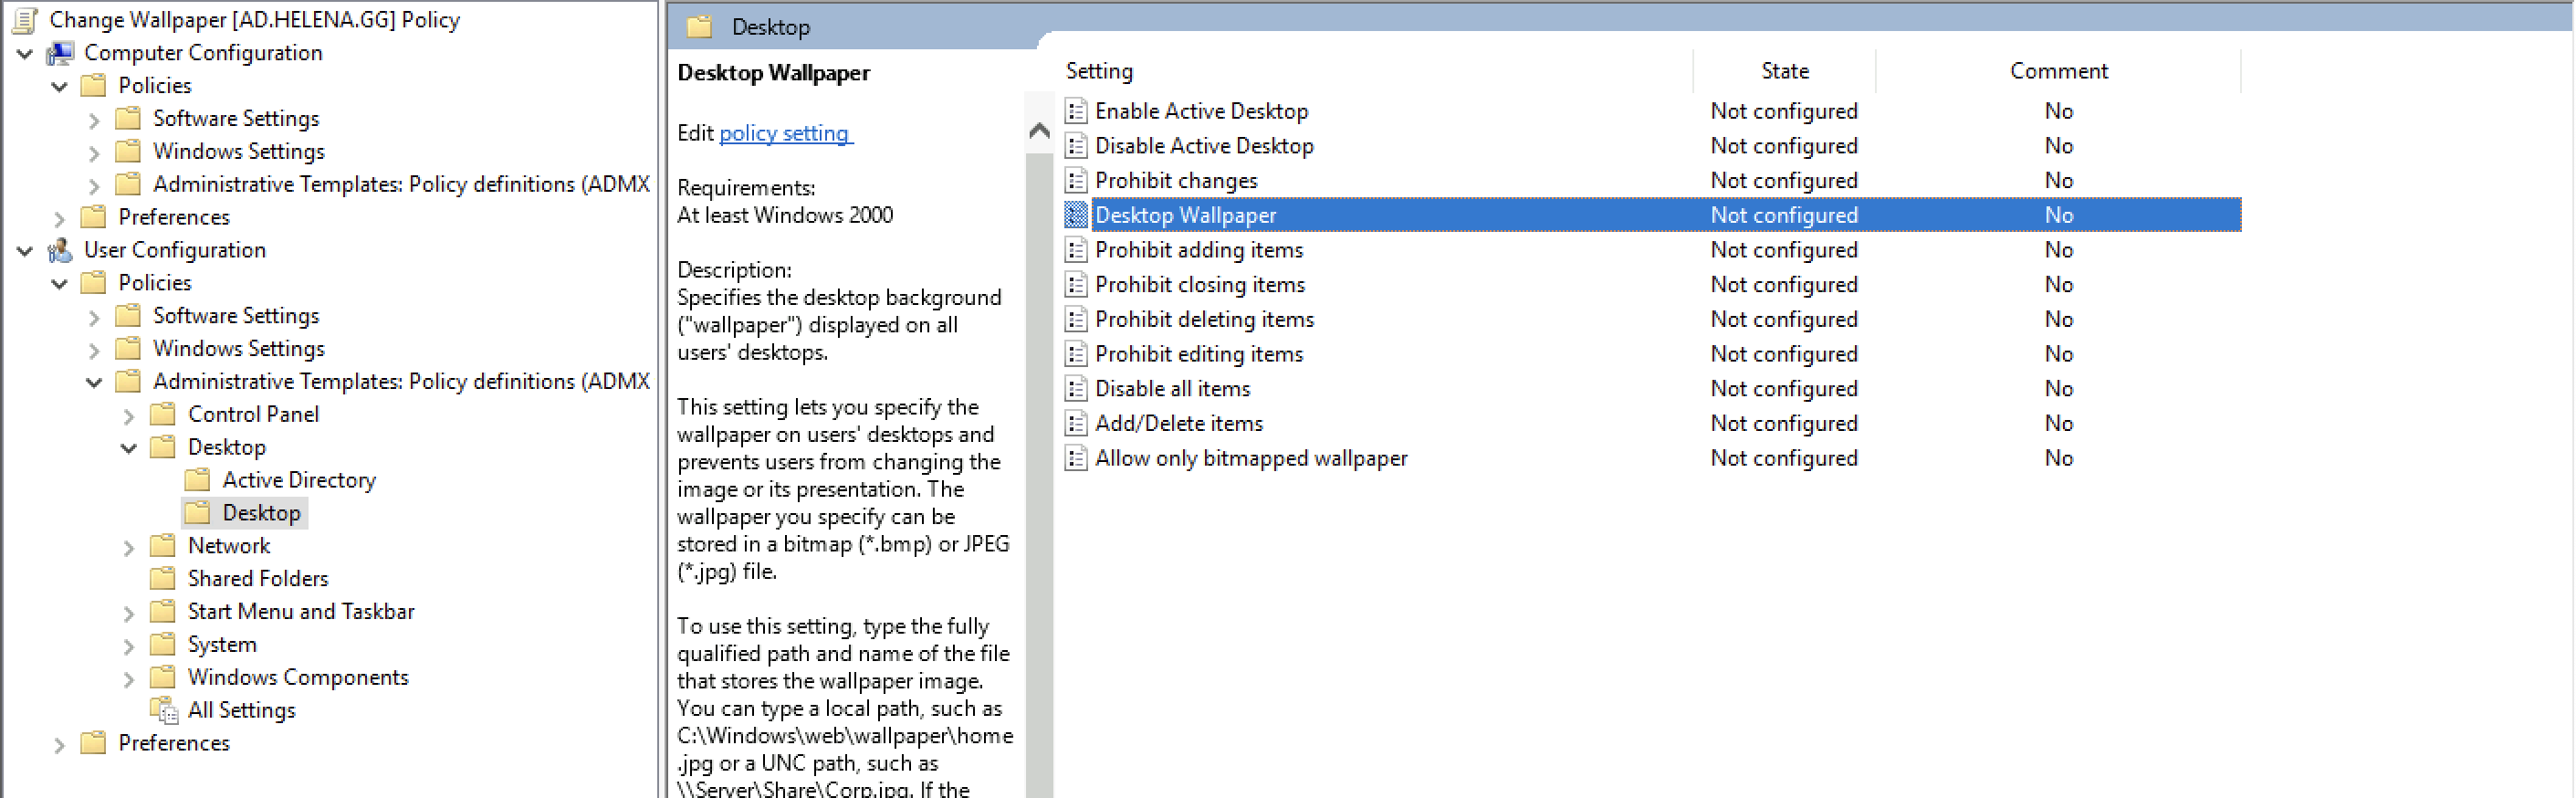 Change Wallpaper [AD.HELENA.GG] Policy
Computer Configuration
Policies
Software Settings
Windows Settings
Administrative Templates: Policy definitions (ADMX
Preferences
User Configuration
Policies
Software Settings
Windows Settings
Administrative Templates: Policy definitions (ADMX
Control Panel
Desktop
Active Directory
Desktop
Network
Shared Folders
Start Menu and Taskbar
System
Windows Components
All Settings
Preferences
Desktop
Desktop Wallpaper
Edit policy setting
Requirements:
At least Windows 2000
Description:
Specifies the desktop background
("wallpaper") displayed on all
users' desktops.
This setting lets you specify the
wallpaper on users' desktops and
prevents users from changing the
image or its presentation. The
wallpaper you specify can be
stored in a bitmap (*.bmp) or JPEG
(*.jpg) file.
To use this setting, type the fully
qualified path and name of the file
that stores the wallpaper image.
You can type a local path, such as
C:\Windows\web\wallpaper\home
.jpg or a UNC path, such as
\\Server\Share\Corp.jpg. If the
Setting State Comment
Enable Active Desktop Not configured No
Disable Active Desktop Not configured No
Prohibit changes Not configured No
Desktop Wallpaper Not configured No
Prohibit adding items Not configured No
Prohibit closing items Not configured No
Prohibit deleting items Not configured No
Prohibit editing items Not configured No
Disable all items Not configured No
Add/Delete items Not configured No
Allow only bitmapped wallpaper Not configured No